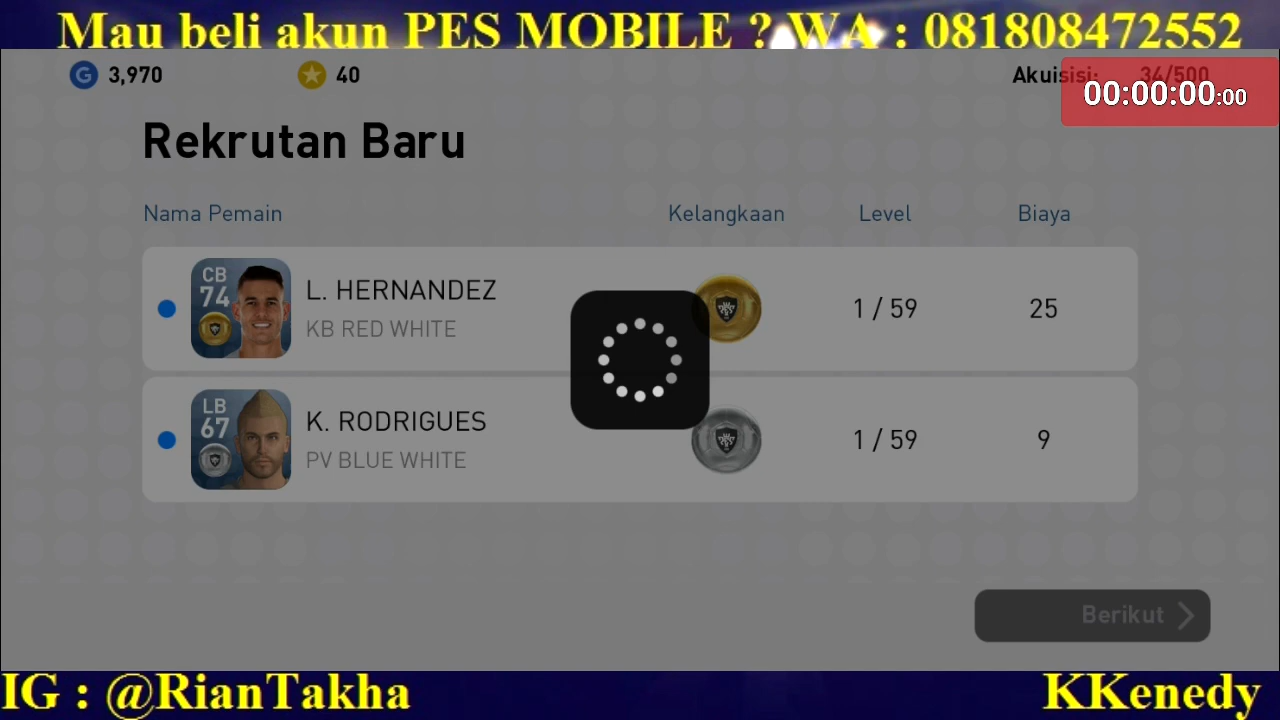 Mau beli akun PES MOBILE ? WA : 081808472552
G 3,970 40 Akuisisi: 34/500
00:00:00:00
Rekrutan Baru
Nama Pemain Kelangkaan Level Biaya
CB
74
L. HERNANDEZ
KB RED WHITE
1 / 59 25
LB
67
K. RODRIGUES
PV BLUE WHITE
1 / 59 9
Berikut
IG : @RianTakha KKenedy